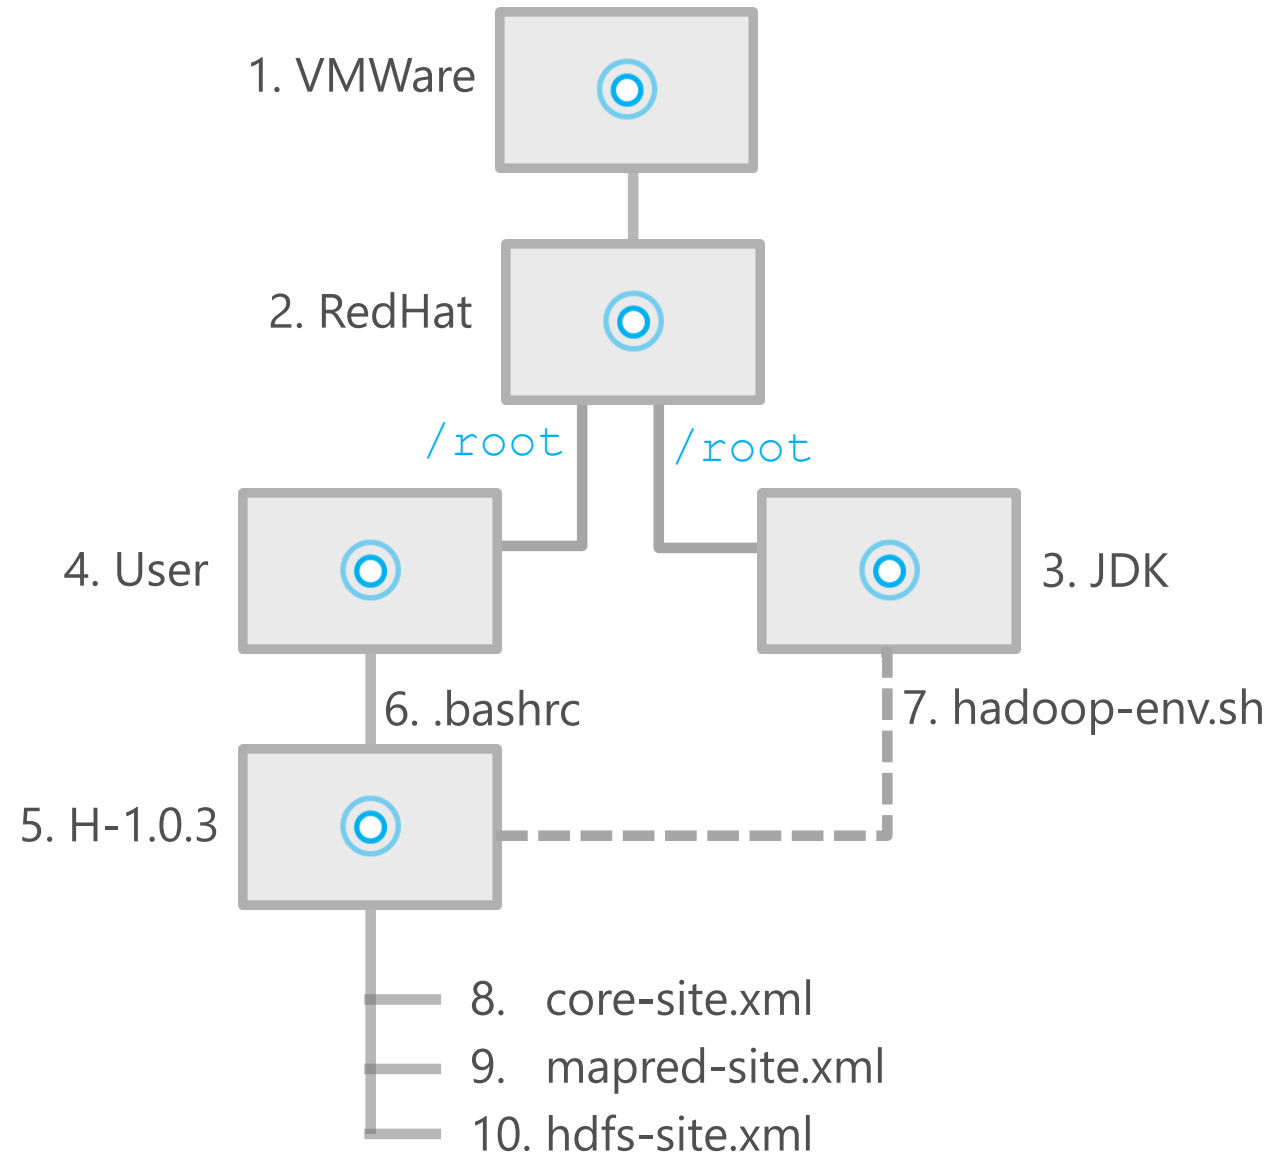 1. VMWare
2. RedHat
/root
/root
4. User
3. JDK
6. .bashrc
7. hadoop-env.sh
5. H-1.0.3
8. core-site.xml
9. mapred-site.xml
10. hdfs-site.xml